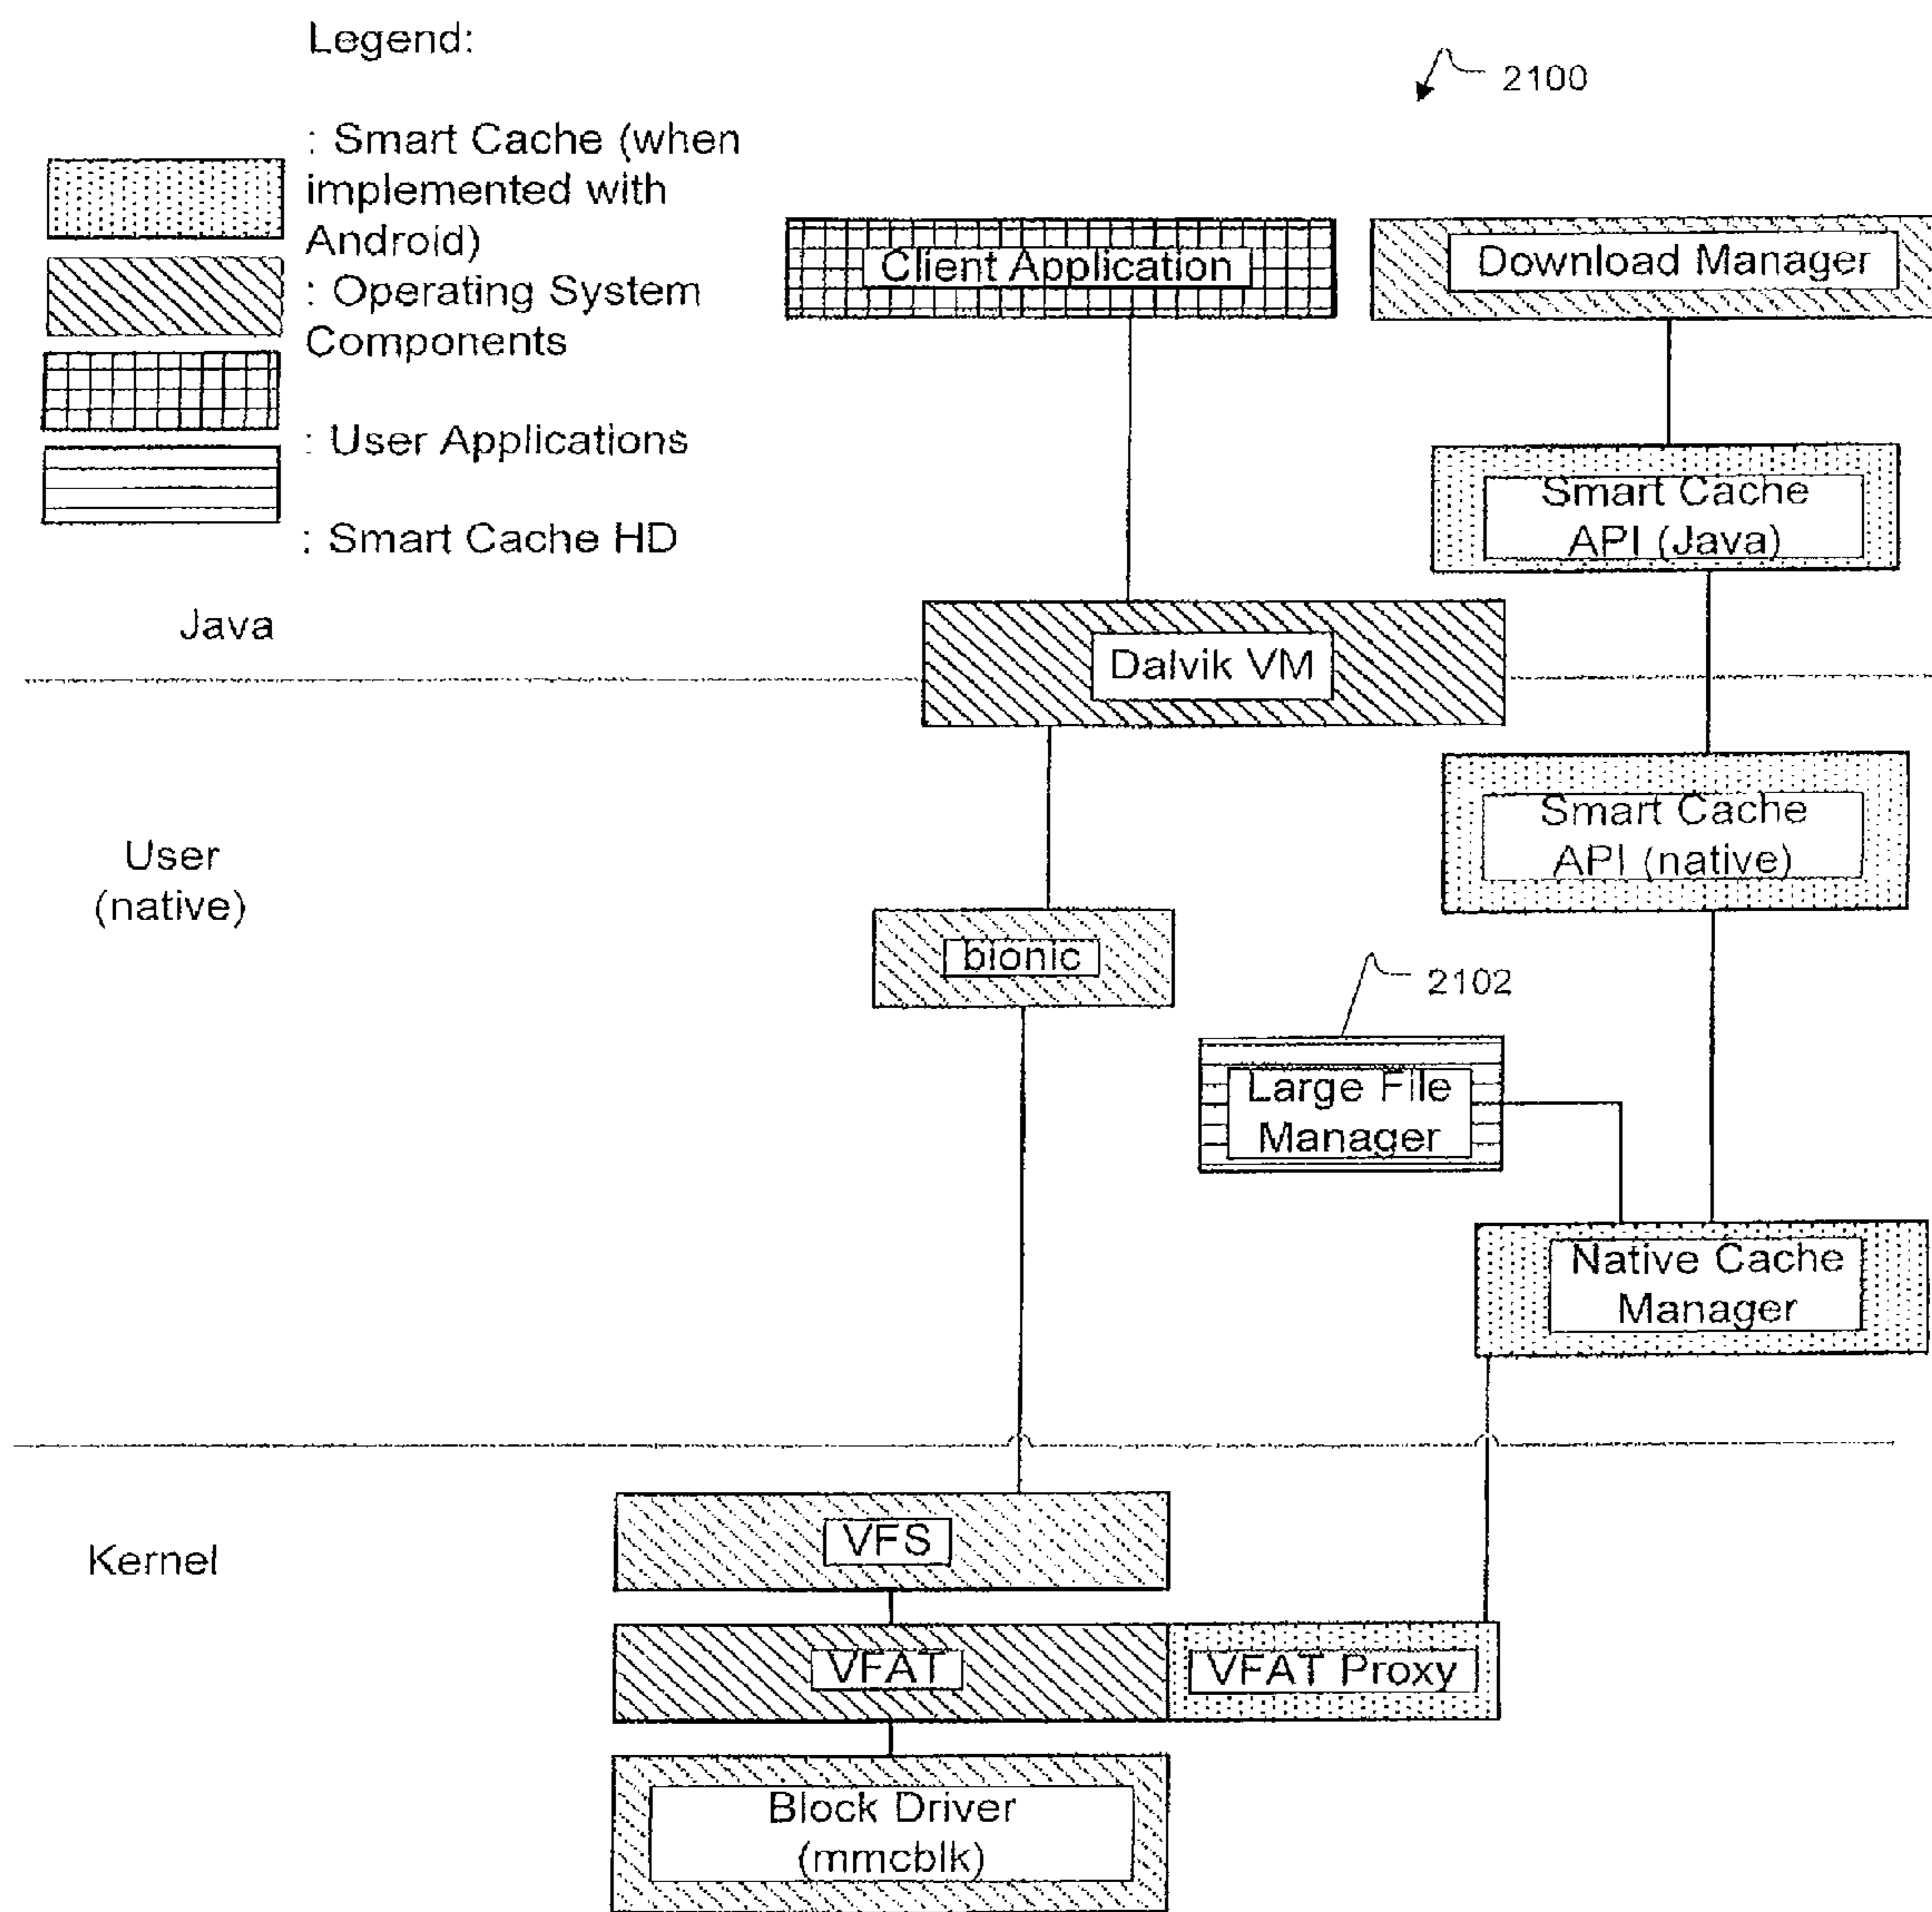 Legend:
2100
: Smart Cache (when
implemented with
Android)
: Operating System
Components
: User Applications
: Smart Cache HD
Client Application
Download Manager
Smart Cache
API (Java)
Java
Dalvik VM
Smart Cache
API (native)
User
(native)
bionic
2102
Large File
Manager
Native Cache
Manager
VFS
Kernel
VFAT
VFAT Proxy
Block Driver
(mmcblk)